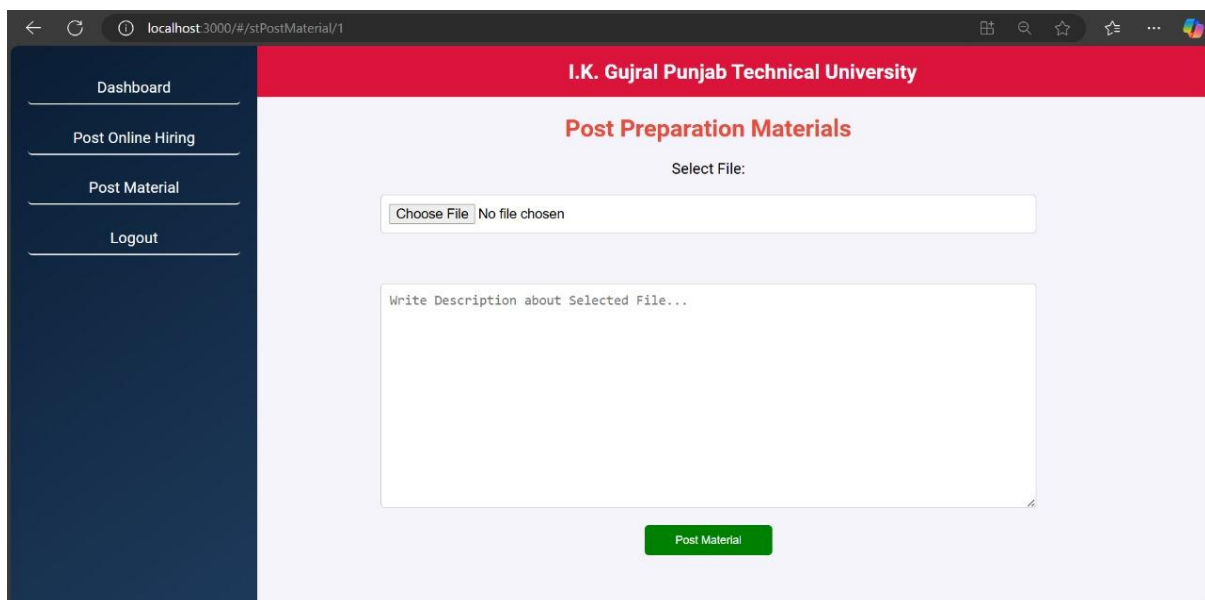 localhost:3000/#/stPostMaterial/1
Dashboard
Post Online Hiring
Post Material
Logout
I.K. Gujral Punjab Technical University
Post Preparation Materials
Select File:
Choose File No file chosen
Write Description about Selected File...
Post Material